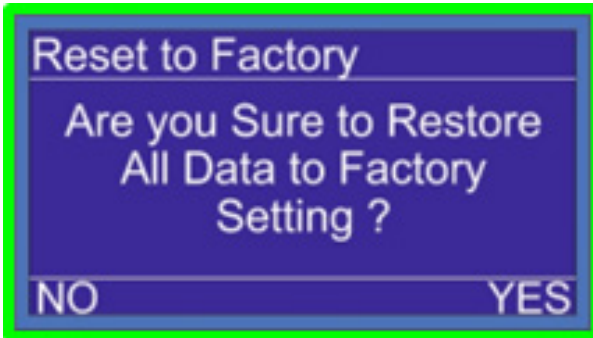 Reset to Factory
Are you Sure to Restore
All Data to Factory
Setting ?
NO YES